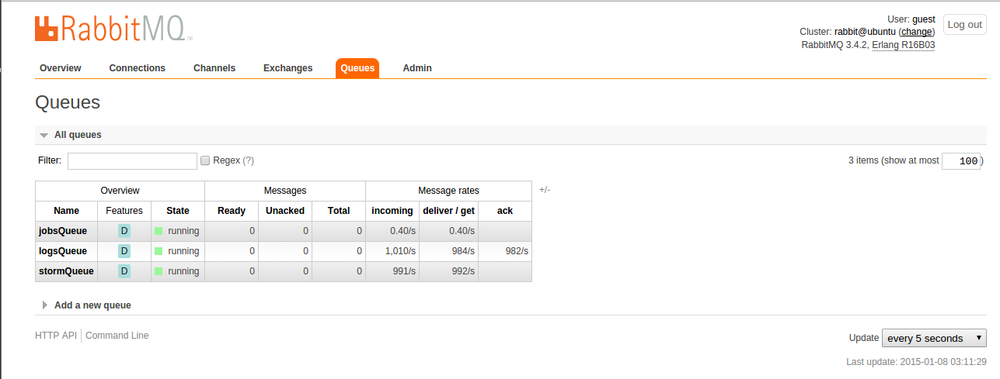 RabbitMQ TM
User: guest
Cluster: rabbit@ubuntu (change)
RabbitMQ 3.4.2, Erlang R16B03
Log out
Overview Connections Channels Exchanges Queues Admin
Queues
All queues
Filter: Regex (?) 3 items (show at most 100 )
Overview Messages Message rates +/-
Name Features State Ready Unacked Total incoming deliver / get ack
jobsQueue D running 0 0 0 0.40/s 0.40/s
logsQueue D running 0 0 0 1,010/s 984/s 982/s
stormQueue D running 0 0 0 991/s 992/s
Add a new queue
HTTP API Command Line
Update every 5 seconds
Last update: 2015-01-08 03:11:29